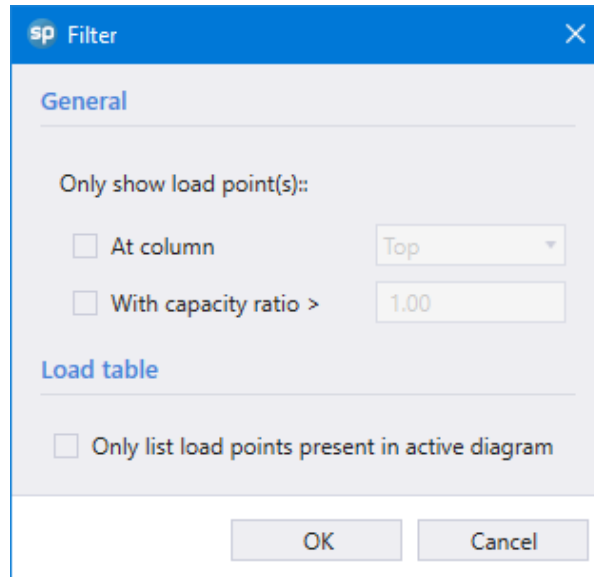 sp Filter
General
Only show load point(s)::
At column Top
With capacity ratio > 1.00
Load table
Only list load points present in active diagram
OK Cancel